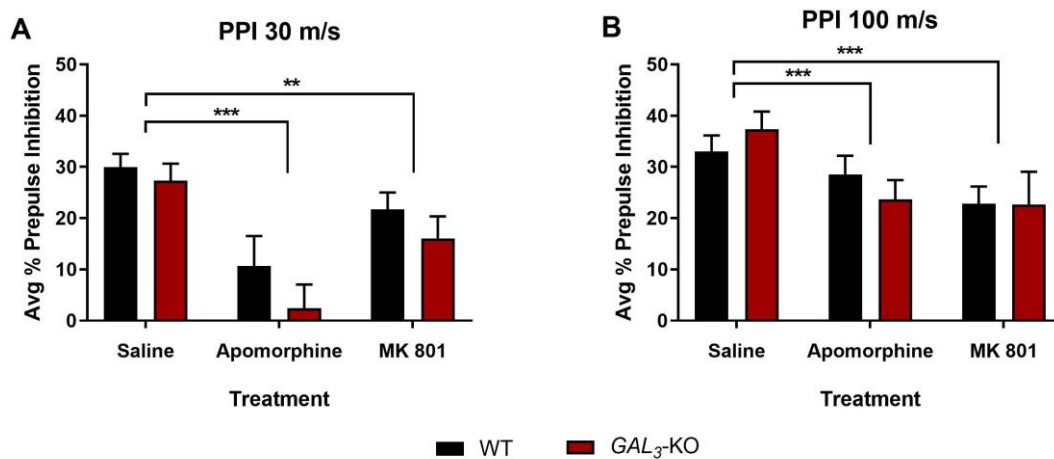 A
PPI 30 m/s
Avg % Prepulse Inhibition
50
40
30
20
10
0
**
***
Saline
Apomorphine
MK 801
Treatment
B
PPI 100 m/s
Avg % Prepulse Inhibition
50
40
30
20
10
0
***
***
Saline
Apomorphine
MK 801
Treatment
WT
GAL3-KO